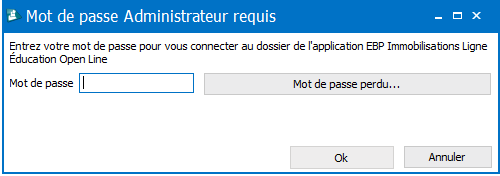 Mot de passe Administrateur requis
Entrez votre mot de passe pour vous connecter au dossier de l'application EBP Immobilisations Ligne
Éducation Open Line
Mot de passe Mot de passe perdu...
Ok Annuler